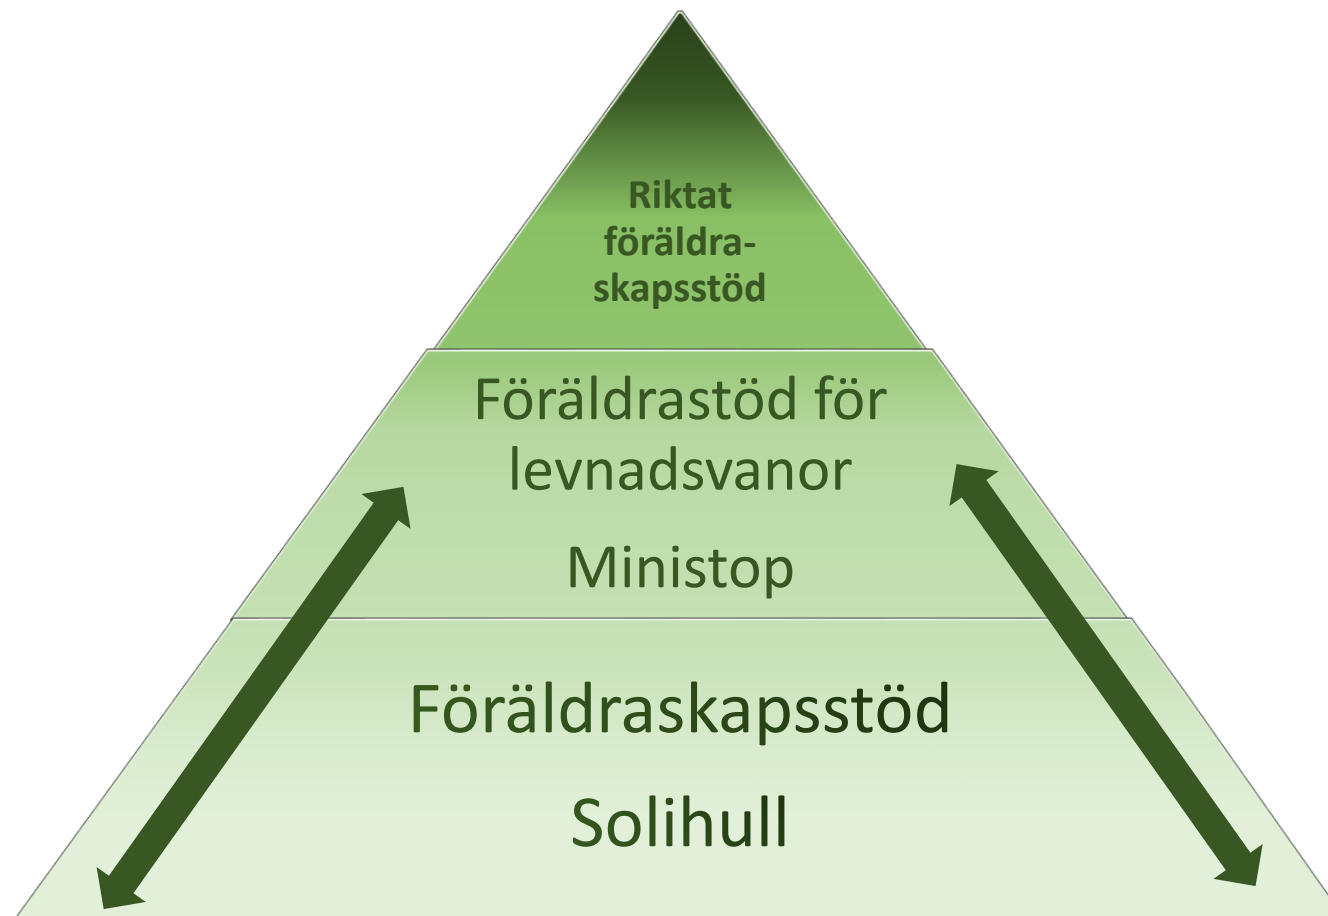 Riktat
föräldra-
skapsstöd
Föräldrastöd för
levnadsvanor
Ministop
Föräldraskapsstöd
Solihull